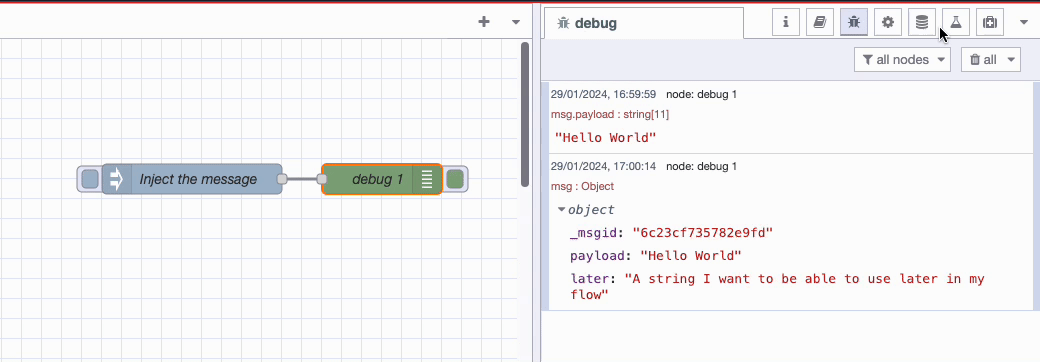 debug
all nodes
all
29/01/2024, 16:59:59 node: debug 1
msg.payload : string[11]
"Hello World"
Inject the message
debug 1
29/01/2024, 17:00:14 node: debug 1
msg : Object
object
_msgid: "6c23cf735782e9fd"
payload: "Hello World"
later: "A string I want to be able to use later in my
flow"